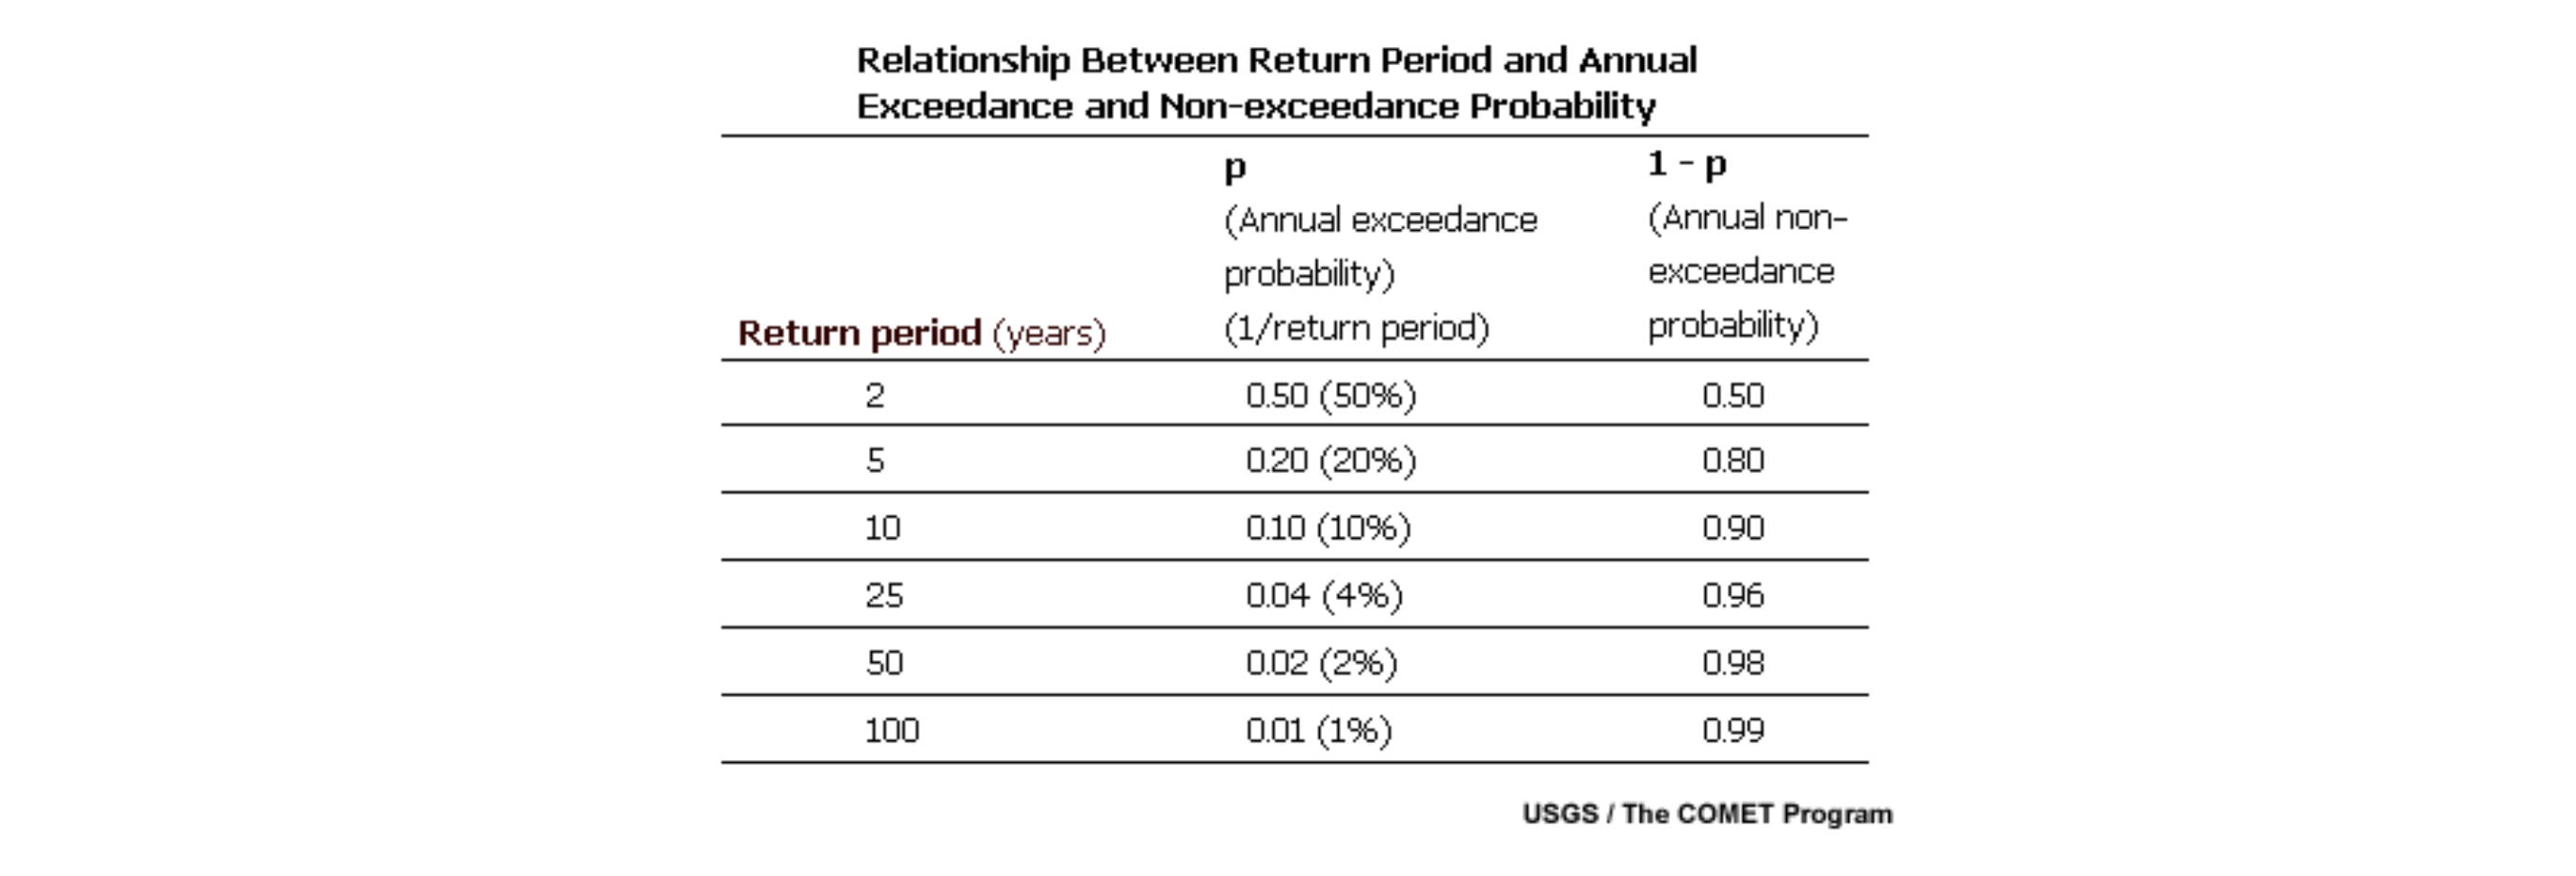 Relationship Between Return Period and Annual
Exceedance and Non-exceedance Probability
Return period (years)
p
(Annual exceedance
probability)
(1/return period)
1 - p
(Annual non-
exceedance
probability)
2 0.50 (50%) 0.50
5 0.20 (20%) 0.80
10 0.10 (10%) 0.90
25 0.04 (4%) 0.96
50 0.02 (2%) 0.98
100 0.01 (1%) 0.99
USGS / The COMET Program